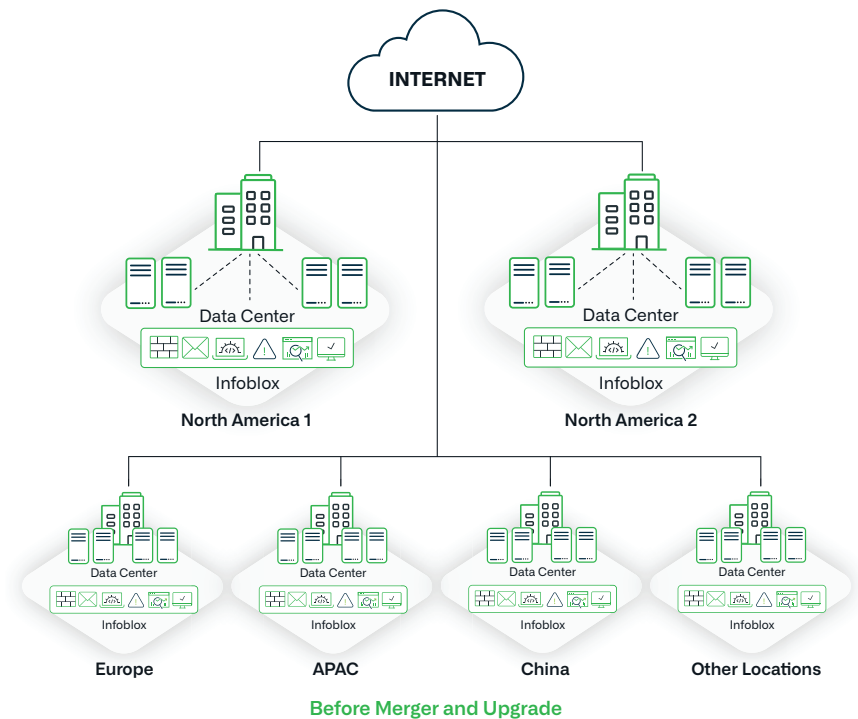 INTERNET
Data Center
Infoblox
North America 1
Data Center
Infoblox
North America 2
Data Center
Infoblox
Europe
Data Center
Infoblox
APAC
Data Center
Infoblox
China
Data Center
Infoblox
Other Locations
Before Merger and Upgrade